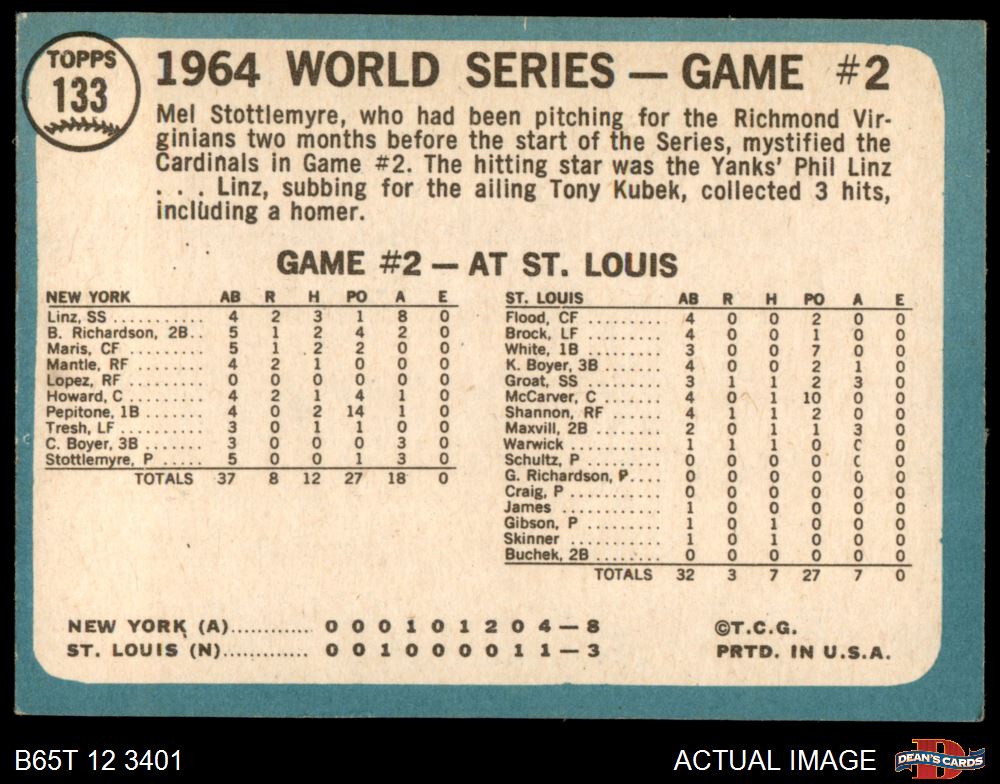 TOPPS
133
1964 WORLD SERIES — GAME #2
Mel Stottlemyre, who had been pitching for the Richmond Vir-
ginians two months before the start of the Series, mystified the
Cardinals in Game #2. The hitting star was the Yanks' Phil Linz
. . . Linz, subbing for the ailing Tony Kubek, collected 3 hits,
including a homer.
GAME #2 — AT ST. LOUIS
NEW YORK AB R H PO A E
Linz, SS ........... 4 2 3 1 8 0
B. Richardson, 2B.. 5 1 2 4 2 0
Maris, CF ......... 5 1 2 2 0 0
Mantle, RF ........ 4 2 1 0 0 0
Lopez, RF ......... 0 0 0 0 0 0
Howard, C ........ 4 2 1 4 1 0
Pepitone, 1B ...... 4 0 2 14 1 0
Tresh, LF ......... 3 0 1 1 0 0
C. Boyer, 3B ...... 3 0 0 0 3 0
Stottlemyre, P ..... 5 0 0 1 3 0
TOTALS 37 8 12 27 18 0
ST. LOUIS AB R H PO A E
Flood, CF ......... 4 0 0 2 0 0
Brock, LF ......... 4 0 0 1 0 0
White, 1B ......... 3 0 0 7 0 0
K. Boyer, 3B ...... 4 0 0 2 1 0
Groat, SS ......... 3 1 1 2 3 0
McCarver, C ....... 4 0 1 10 0 0
Shannon, RF ...... 4 1 1 2 0 0
Maxvill, 2B ....... 2 0 1 1 3 0
Warwick .......... 1 1 1 0 0 0
Schultz, P ......... 0 0 0 0 0 0
G. Richardson, P.... 0 0 0 0 0 0
Craig, P ........... 0 0 0 0 0 0
James ............ 1 0 0 0 0 0
Gibson, P ......... 1 0 1 0 0 0
Skinner .......... 1 0 1 0 0 0
Buchek, 2B ....... 0 0 0 0 0 0
TOTALS 32 3 7 27 7 0
NEW YORK (A)............ 0 0 0 1 0 1 2 0 4 — 8
ST. LOUIS (N)............ 0 0 1 0 0 0 0 1 1 — 3
©T.C.G.
PRTD. IN U.S.A.
B65T 12 3401
ACTUAL IMAGE
DEAN'S CARDS